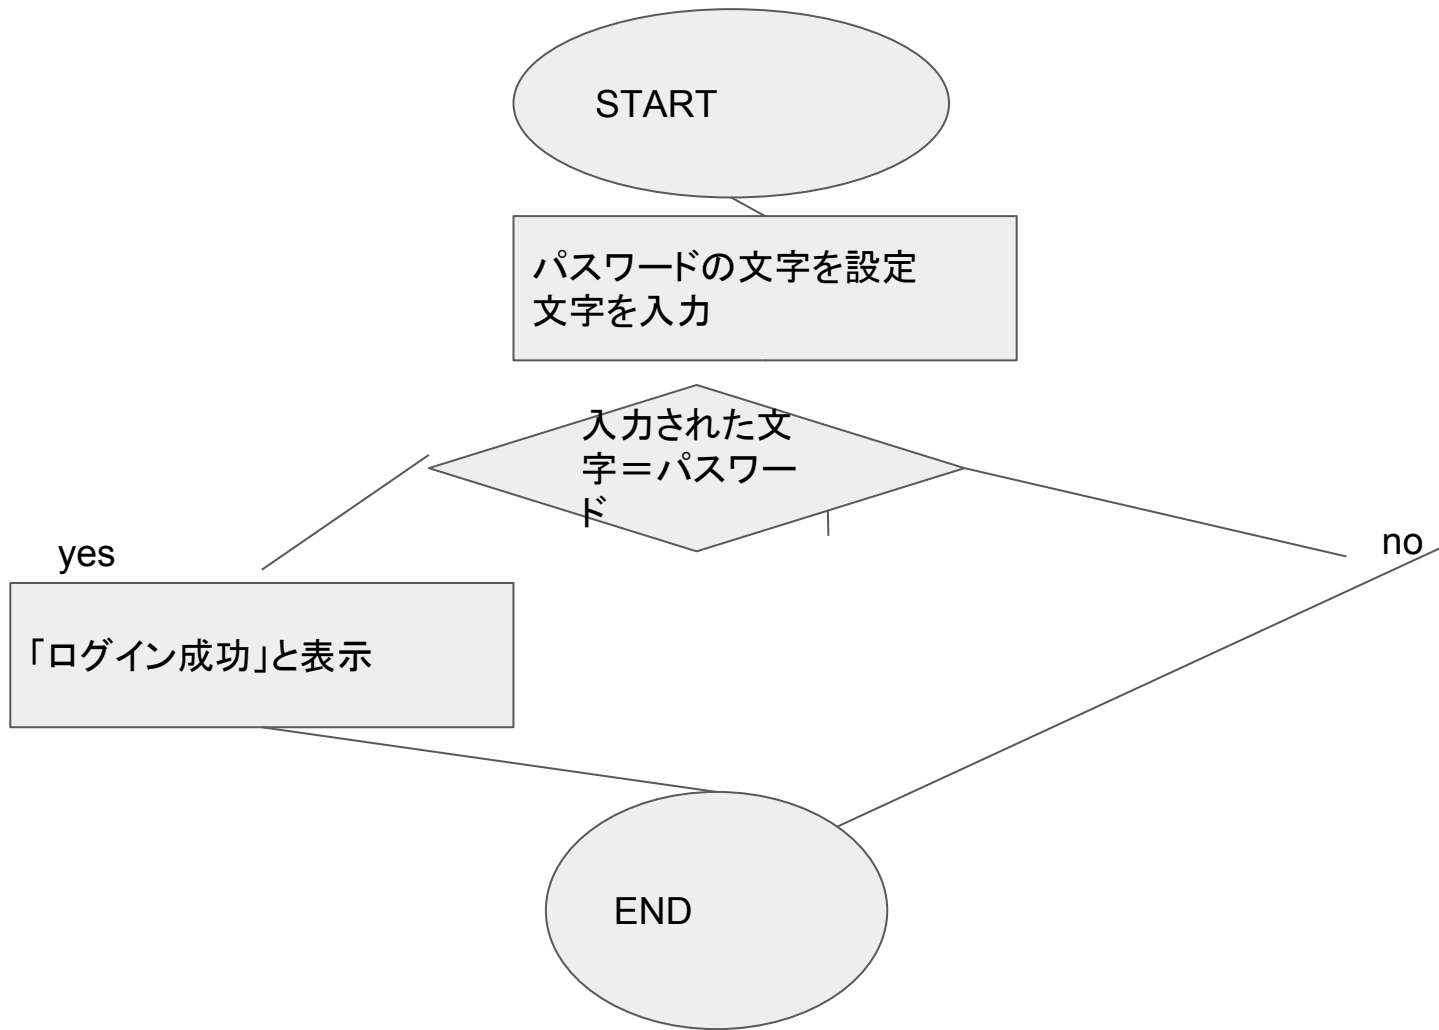 START
パスワードの文字を設定
文字を入力
入力された文
字＝パスワー
ド
yes
no
「ログイン成功」と表示
END